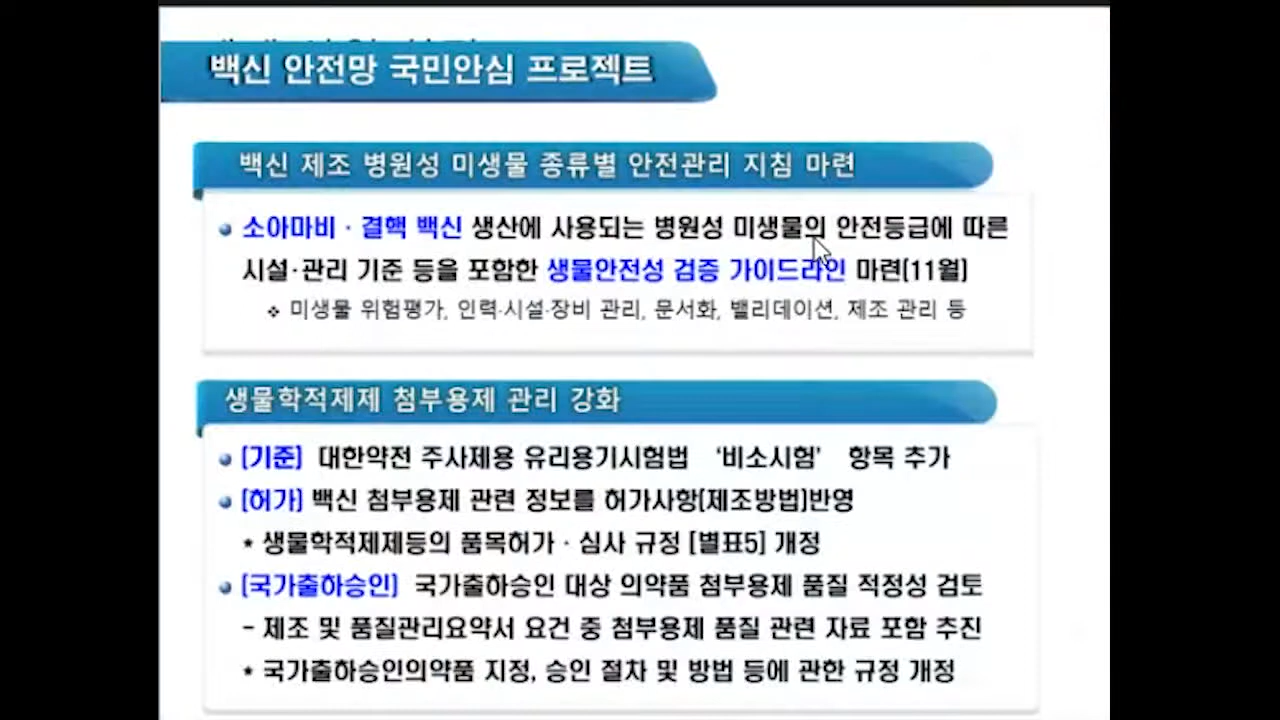 백신 안전망 국민안심 프로젝트
백신 제조 병원성 미생물 종류별 안전관리 지침 마련
소아마비·결핵 백신 생산에 사용되는 병원성 미생물의 안전등급에 따른
시설·관리 기준 등을 포함한 생물안전성 검증 가이드라인 마련(11월)
❖ 미생물 위험평가, 인력·시설·장비 관리, 문서화, 밸리데이션, 제조 관리 등
생물학적제제 첨부용제 관리 강화
[기준] 대한약전 주사제용 유리용기시험법 ‘비소시험’ 항목 추가
[허가] 백신 첨부용제 관련 정보를 허가사항(제조방법)반영
* 생물학적제제등의 품목허가·심사 규정 [별표5] 개정
[국가출하승인] 국가출하승인 대상 의약품 첨부용제 품질 적정성 검토
- 제조 및 품질관리요약서 요건 중 첨부용제 품질 관련 자료 포함 추진
* 국가출하승인의약품 지정, 승인 절차 및 방법 등에 관한 규정 개정